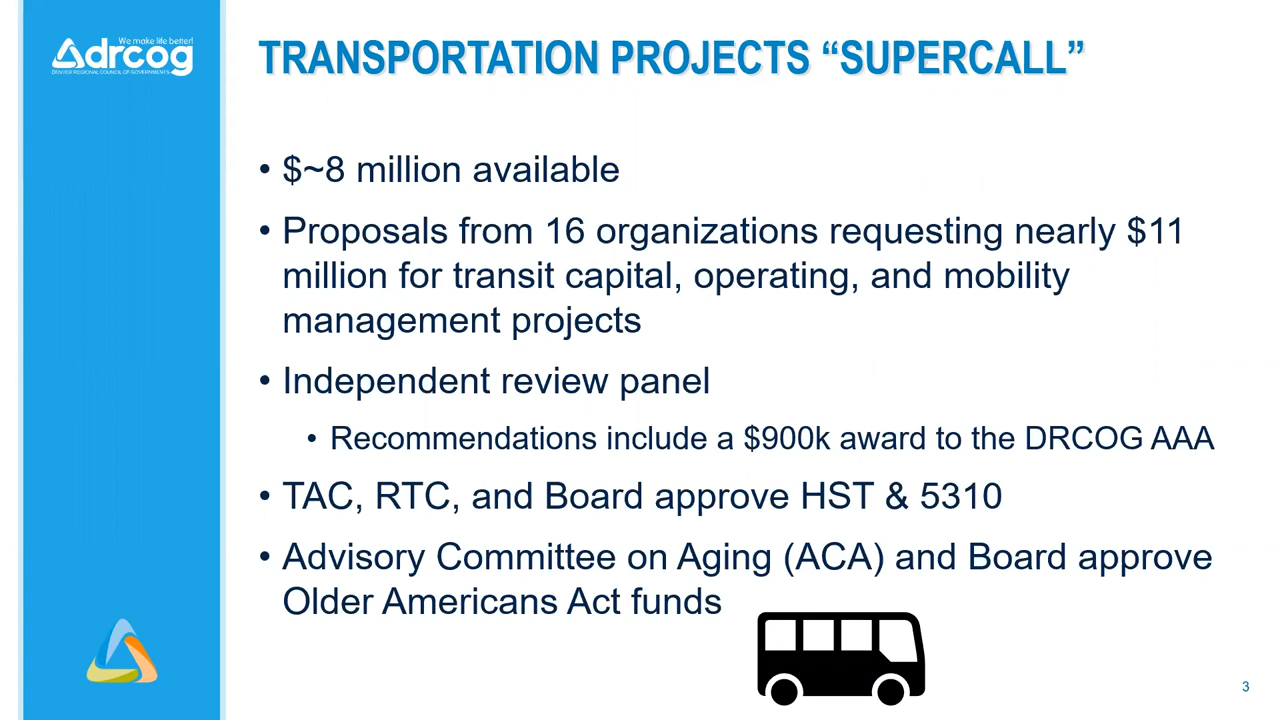 We make life better!
drcog
DENVER REGIONAL COUNCIL OF GOVERNMENTS
TRANSPORTATION PROJECTS “SUPERCALL”
• $~8 million available
• Proposals from 16 organizations requesting nearly $11
million for transit capital, operating, and mobility
management projects
• Independent review panel
• Recommendations include a $900k award to the DRCOG AAA
• TAC, RTC, and Board approve HST & 5310
• Advisory Committee on Aging (ACA) and Board approve
Older Americans Act funds
3